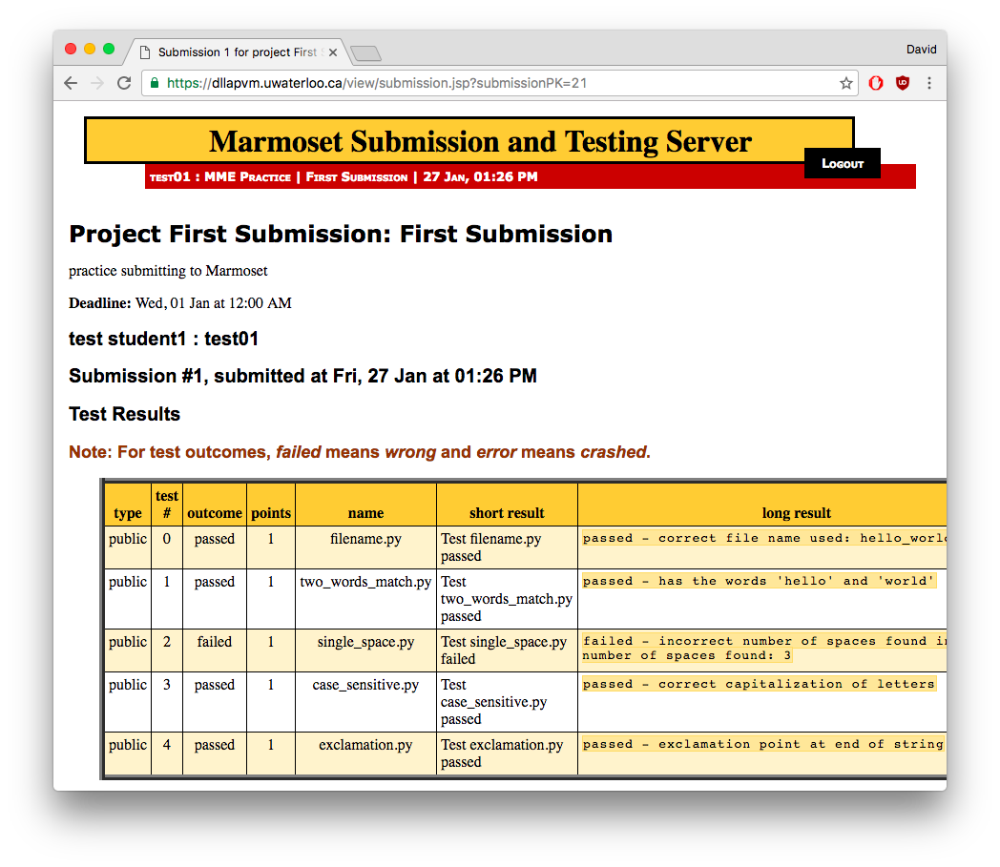 Submission 1 for project First
David
https://dllapvm.uwaterloo.ca/view/submission.jsp?submissionPK=21
Marmoset Submission and Testing Server
Logout
test01 : MME Practice | First Submission | 27 Jan, 01:26 PM
Project First Submission: First Submission
practice submitting to Marmoset
Deadline: Wed, 01 Jan at 12:00 AM
test student1 : test01
Submission #1, submitted at Fri, 27 Jan at 01:26 PM
Test Results
Note: For test outcomes, failed means wrong and error means crashed.
type test # outcome points name short result long result
public 0 passed 1 filename.py Test filename.py passed passed - correct file name used: hello_world
public 1 passed 1 two_words_match.py Test two_words_match.py passed passed - has the words 'hello' and 'world'
public 2 failed 1 single_space.py Test single_space.py failed failed - incorrect number of spaces found in
number of spaces found: 3
public 3 passed 1 case_sensitive.py Test case_sensitive.py passed passed - correct capitalization of letters
public 4 passed 1 exclamation.py Test exclamation.py passed passed - exclamation point at end of string